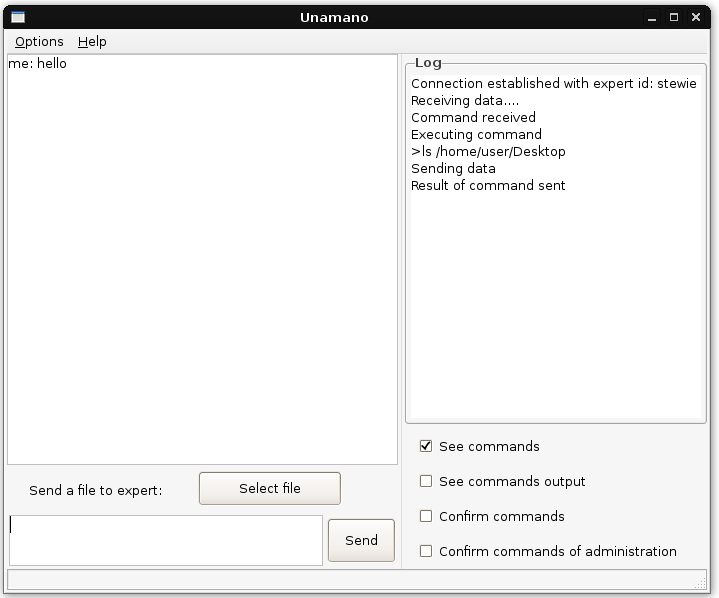 Unamano
Options Help
me: hello
Log
Connection established with expert id: stewie
Receiving data....
Command received
Executing command
>ls /home/user/Desktop
Sending data
Result of command sent
See commands
See commands output
Confirm commands
Confirm commands of administration
Send a file to expert: Select file
Send